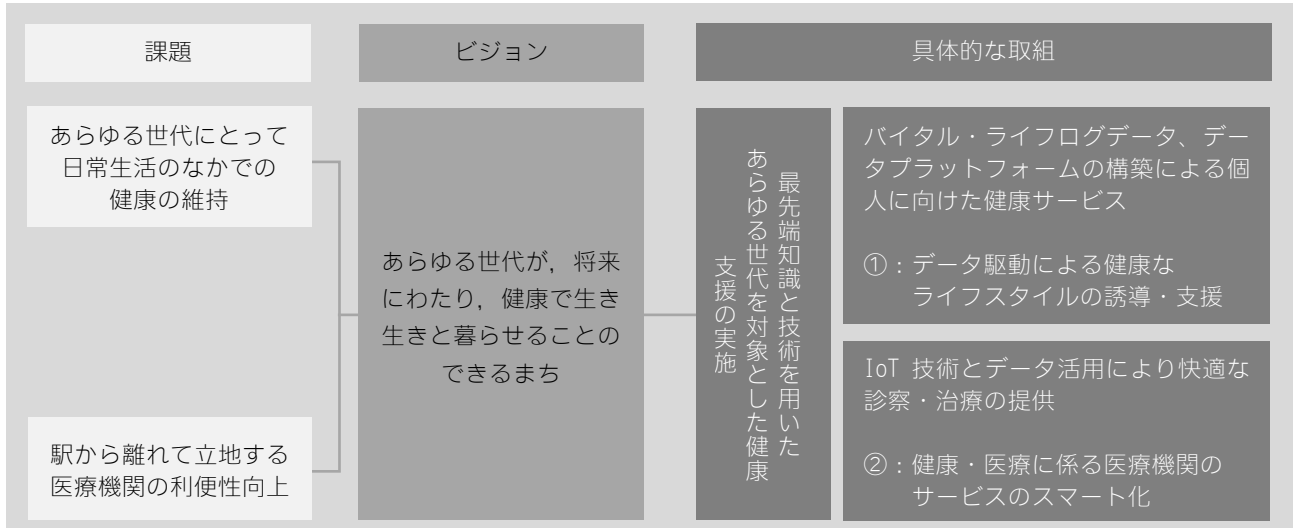 課題
ビジョン
具体的な取組
あらゆる世代にとって
日常生活のなかでの
健康の維持
駅から離れて立地する
医療機関の利便性向上
あらゆる世代が，将来
にわたり，健康で生き
生きと暮らせることの
できるまち
最先端知識と技術を用いた
あらゆる世代を対象とした健康
支援の実施
バイタル・ライフログデータ、デー
タプラットフォームの構築による個
人に向けた健康サービス
①：データ駆動による健康な
ライフスタイルの誘導・支援
IoT 技術とデータ活用により快適な
診察・治療の提供
②：健康・医療に係る医療機関の
サービスのスマート化